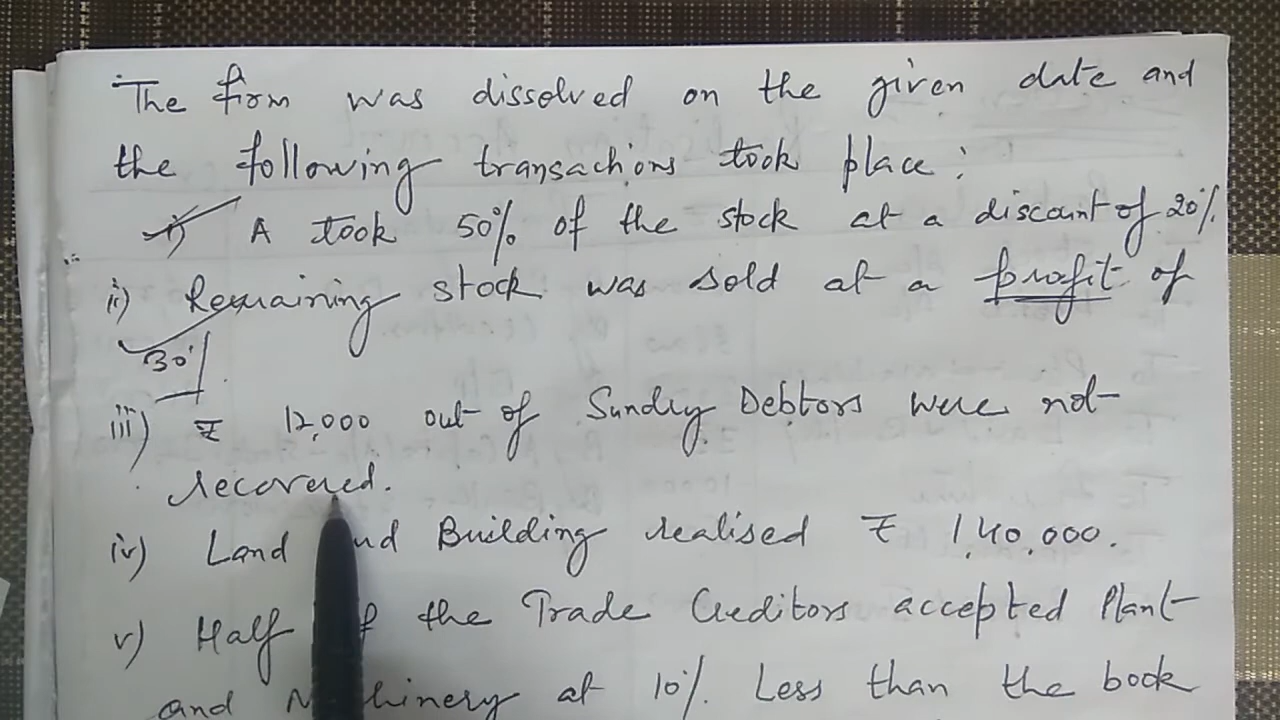 The firm was dissolved on the given date and
the following transactions took place:
i) A took 50% of the stock at a discount of 20%.
ii) Remaining stock was sold at a profit of
30%.
iii) ₹ 12,000 out of Sundry Debtors were not
recovered.
iv) Land and Building realised ₹ 1,40,000.
v) Half of the Trade Creditors accepted Plant
and Machinery at 10% Less than the book